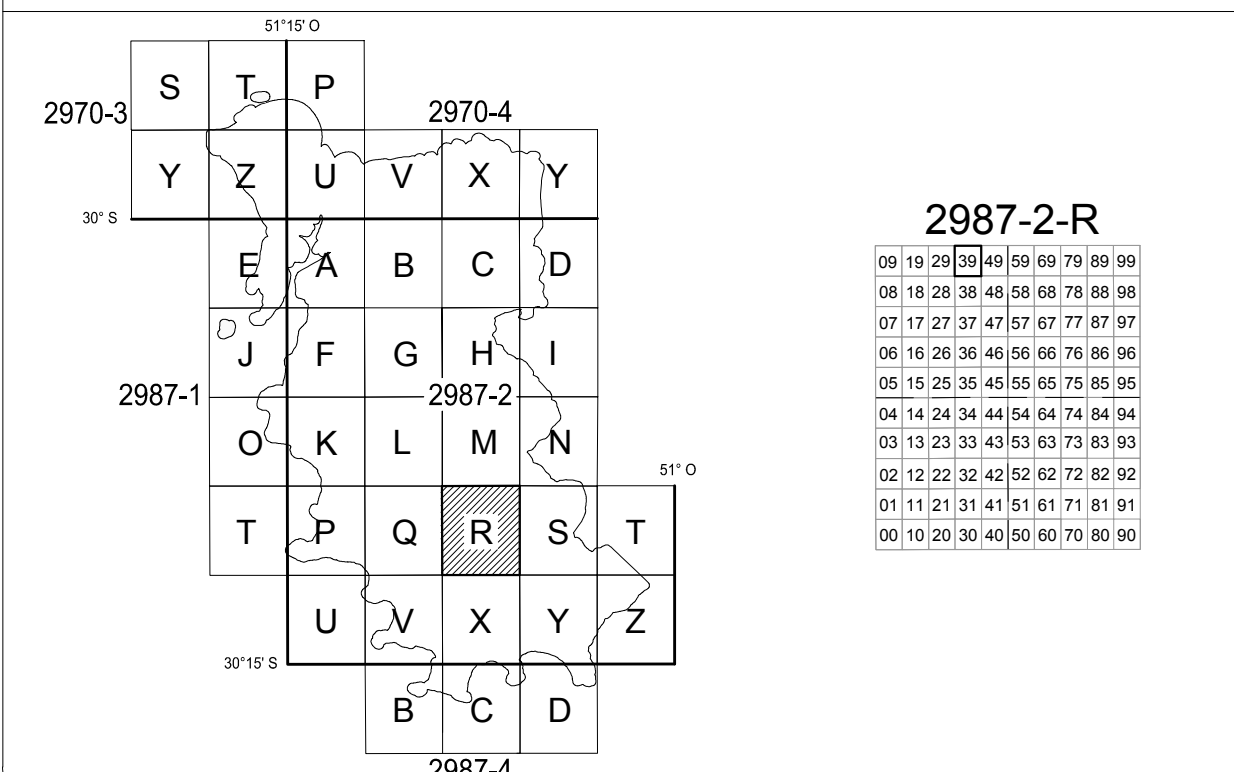 51°15' O
S T P
2970-3
2970-4
Y Z U V X Y
30° S
E A B C D
J F G H I
2987-1
2987-2
O K L M N
51° O
T P Q R S T
U V X Y Z
30°15' S
B C D
2987-4
2987-2-R
09 19 29 39 49 59 69 79 89 99
08 18 28 38 48 58 68 78 88 98
07 17 27 37 47 57 67 77 87 97
06 16 26 36 46 56 66 76 86 96
05 15 25 35 45 55 65 75 85 95
04 14 24 34 44 54 64 74 84 94
03 13 23 33 43 53 63 73 83 93
02 12 22 32 42 52 62 72 82 92
01 11 21 31 41 51 61 71 81 91
00 10 20 30 40 50 60 70 80 90